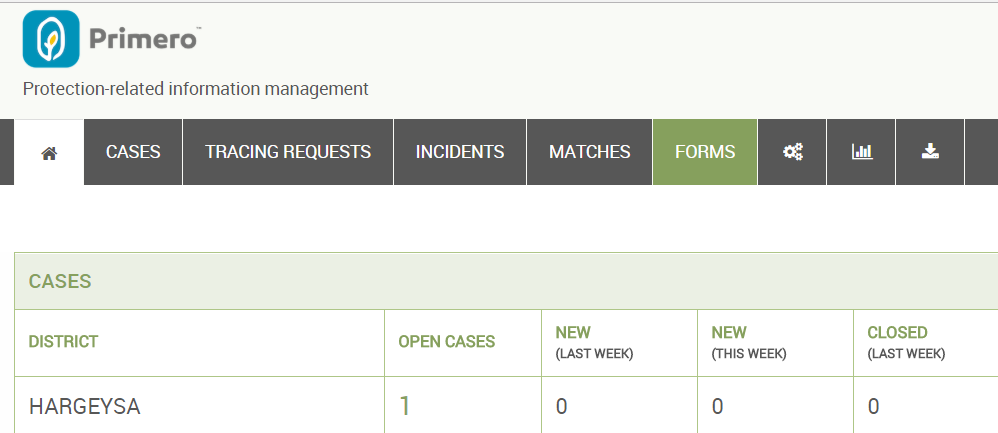 Primero™
Protection-related information management
CASES TRACING REQUESTS INCIDENTS MATCHES FORMS
CASES
DISTRICT OPEN CASES NEW (LAST WEEK) NEW (THIS WEEK) CLOSED (LAST WEEK)
HARGEYSA 1 0 0 0